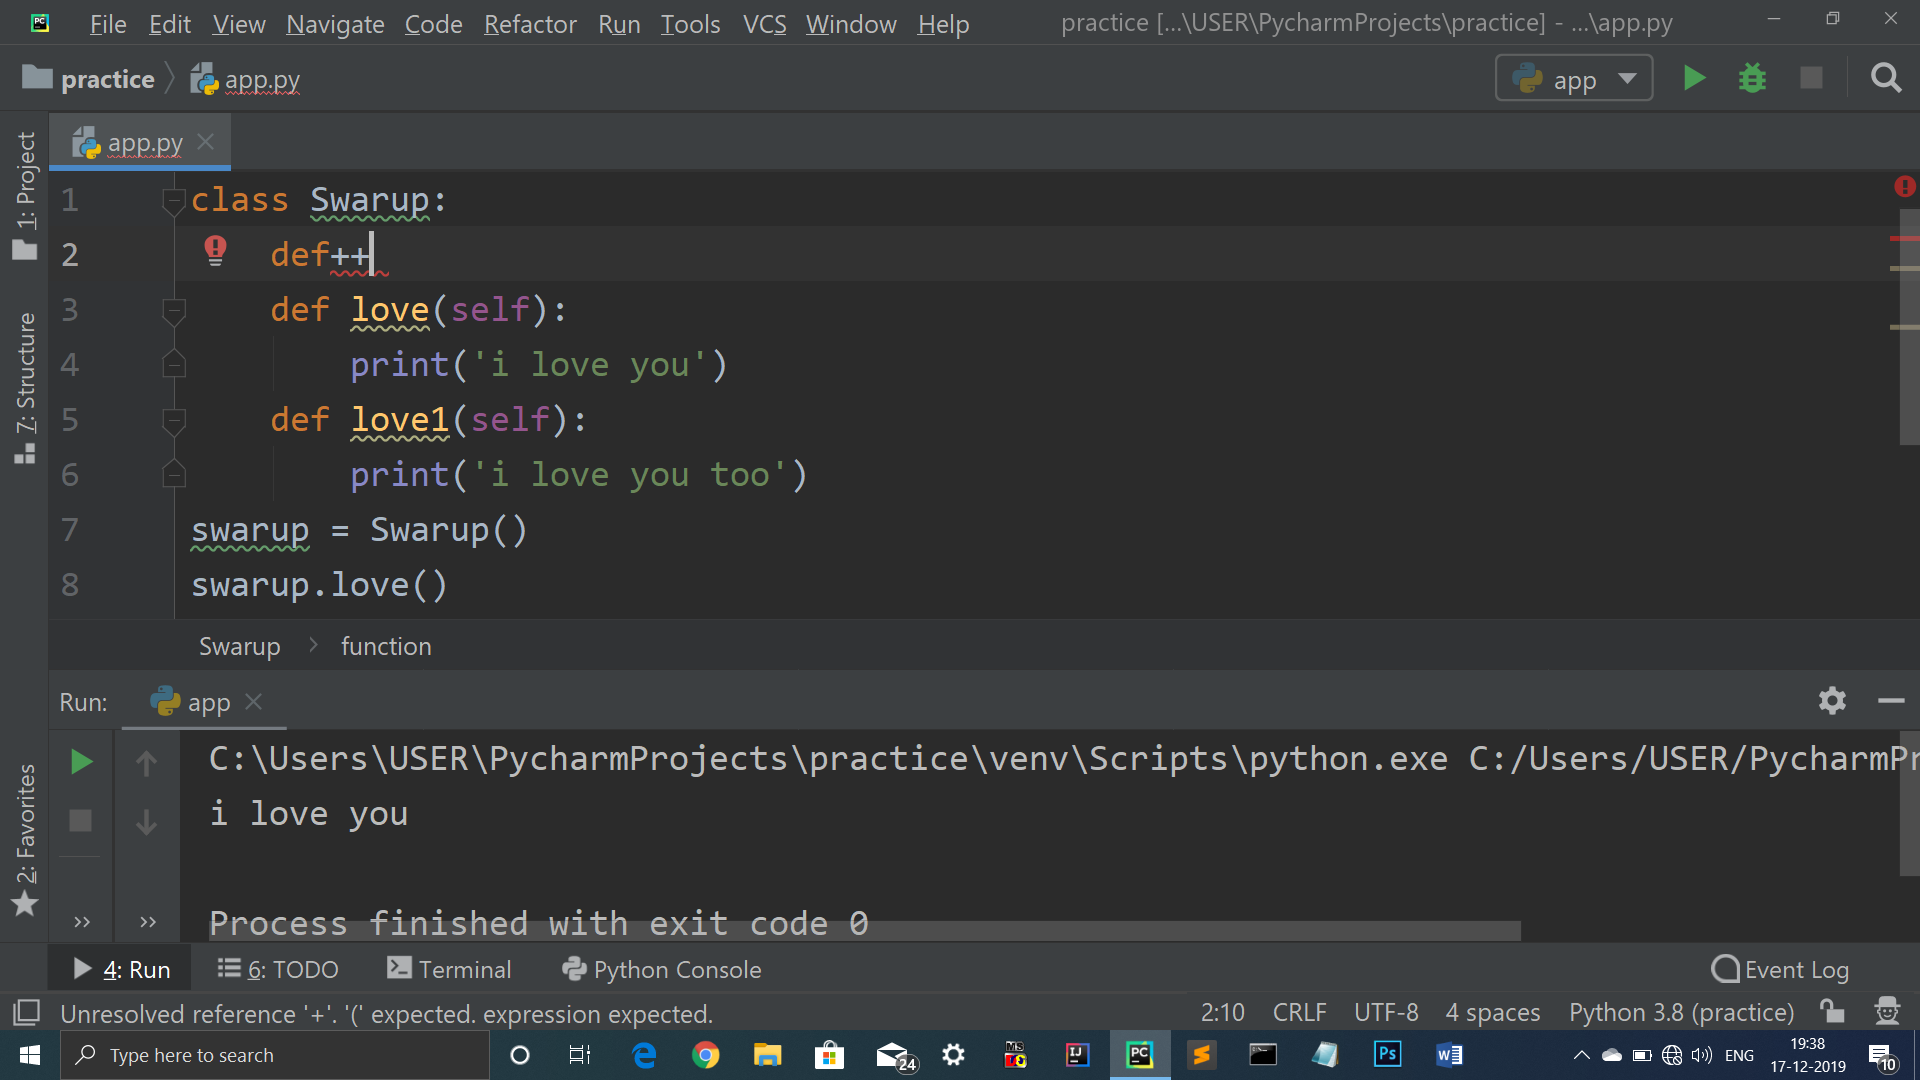 File Edit View Navigate Code Refactor Run Tools VCS Window Help practice [...\USER\PycharmProjects\practice] - ...\app.py
practice app.py app
app.py
1: Project
7: Structure
2: Favorites
1 class Swarup:
2 def++
3 def love(self):
4 print('i love you')
5 def love1(self):
6 print('i love you too')
7 swarup = Swarup()
8 swarup.love()
Swarup > function
Run: app
C:\Users\USER\PycharmProjects\practice\venv\Scripts\python.exe C:/Users/USER/PycharmPr
i love you
Process finished with exit code 0
4: Run 6: TODO Terminal Python Console Event Log
Unresolved reference '+'. '(' expected. expression expected. 2:10 CRLF UTF-8 4 spaces Python 3.8 (practice)
Type here to search 24 MS IJ PC Ps W ENG 19:38
17-12-2019 10